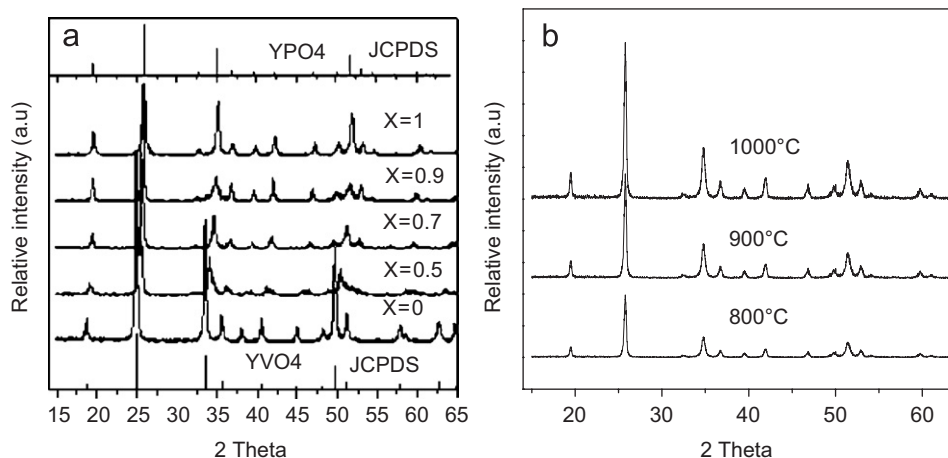 a
YPO4 JCPDS
X=1
X=0.9
X=0.7
X=0.5
X=0
YVO4 JCPDS
15 20 25 30 35 40 45 50 55 60 65
2 Theta
Relative intensity (a.u)
b
1000°C
900°C
800°C
20 30 40 50 60
2 Theta
Relative intensity (a.u)